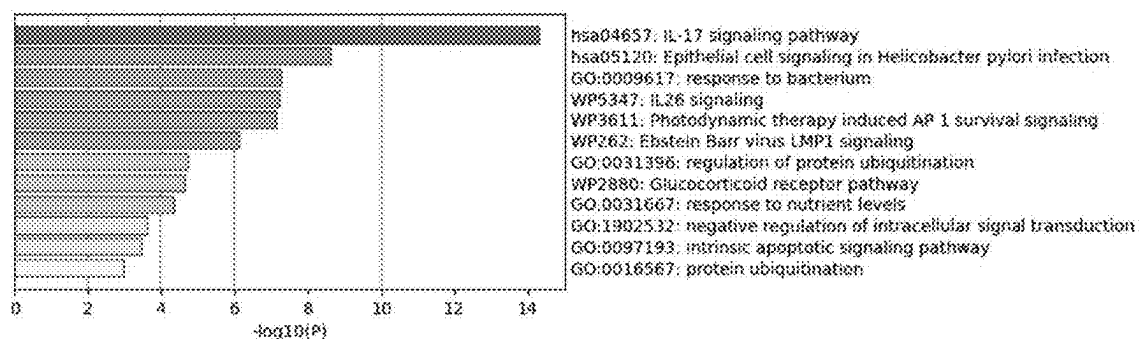 hsa04657: IL-17 signaling pathway
hsa05120: Epithelial cell signaling in Helicobacter pylori infection
GO:0009617: response to bacterium
WP5347: IL26 signaling
WP3611: Photodynamic therapy induced AP 1 survival signaling
WP262: Ebstein Barr virus LMP1 signaling
GO:0031396: regulation of protein ubiquitination
WP2880: Glucocorticoid receptor pathway
GO:0031667: response to nutrient levels
GO:1902532: negative regulation of intracellular signal transduction
GO:0097193: intrinsic apoptotic signaling pathway
GO:0016567: protein ubiquitination
0 2 4 6 8 10 12 14
-log10(P)